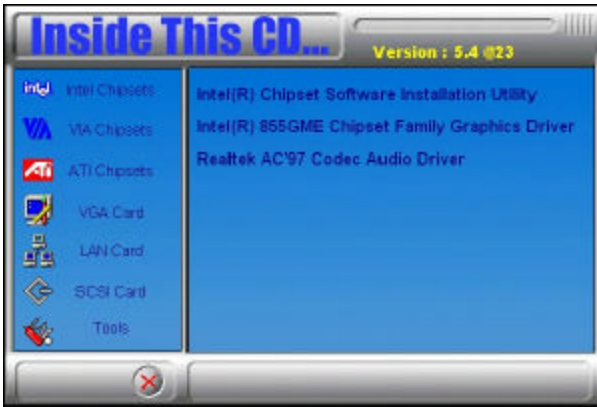 Inside This CD...
Version : 5.4 @23
intel Intel Chipsets
VIA VIA Chipsets
ATI ATI Chipsets
VGA Card
LAN Card
SCSI Card
Tools
Intel(R) Chipset Software Installation Utility
Intel(R) 855GME Chipset Family Graphics Driver
Realtek AC'97 Codec Audio Driver